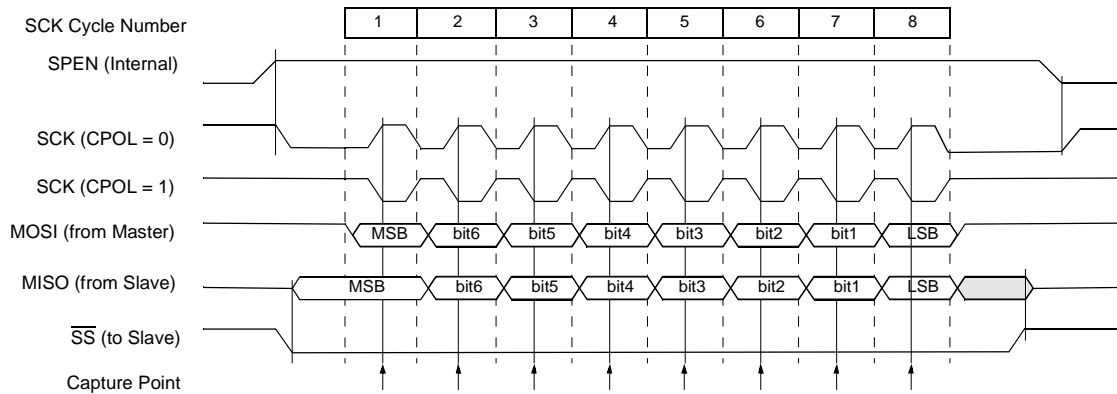 SCK Cycle Number 1 2 3 4 5 6 7 8
SPEN (Internal)
SCK (CPOL = 0)
SCK (CPOL = 1)
MOSI (from Master) MSB bit6 bit5 bit4 bit3 bit2 bit1 LSB
MISO (from Slave) MSB bit6 bit5 bit4 bit3 bit2 bit1 LSB
SS (to Slave)
Capture Point